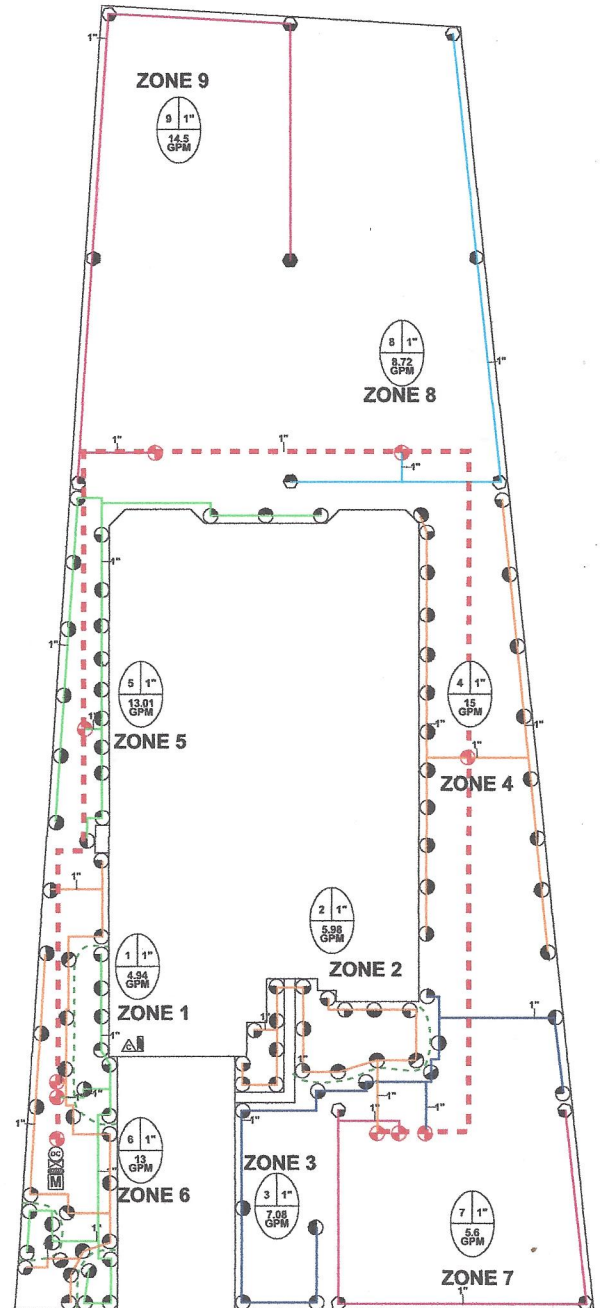 1"
ZONE 9
9 1"
14.5
GPM
8 1"
8.72
GPM
1"
ZONE 8
1"
1"
1"
1"
1"
5 1"
13.01
GPM
4 1"
15
GPM
1"
1"
1"
ZONE 5
1"
ZONE 4
1"
2 1"
5.98
GPM
1 1"
4.94
GPM
ZONE 2
ZONE 1
1"
1"
1"
C
1"
1"
1"
1"
1"
1"
6 1"
13
GPM
DC
M
1"
ZONE 6
ZONE 3
3 1"
7.08
GPM
7 1"
5.6
GPM
1"
ZONE 7
1"